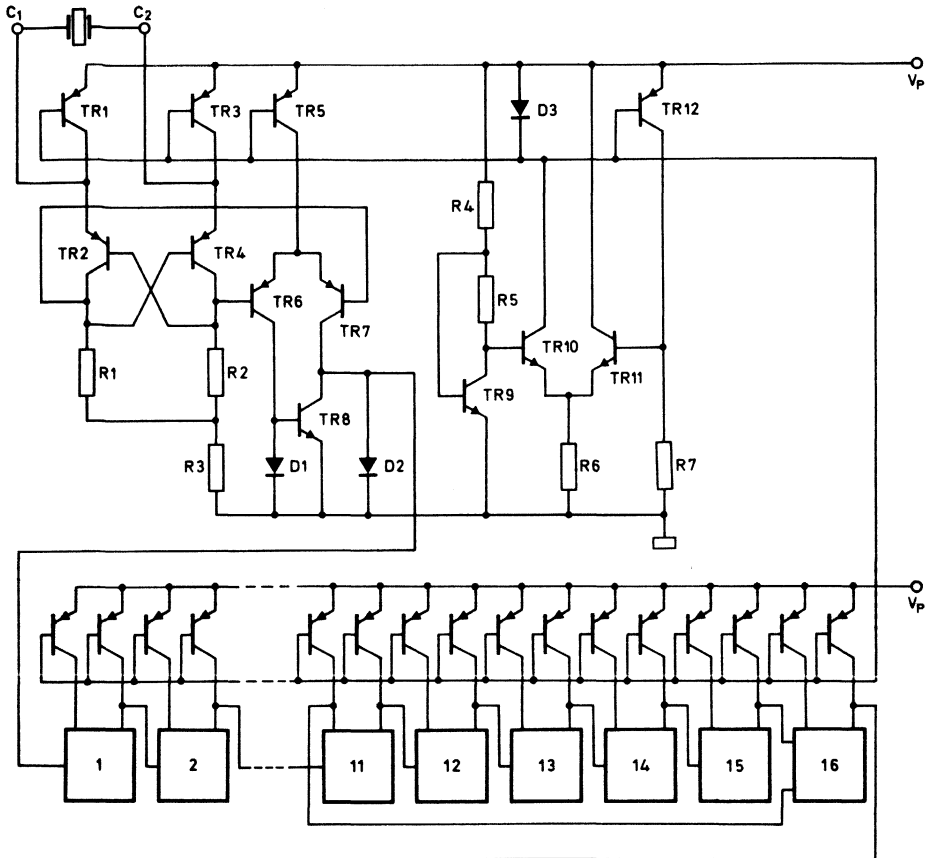 C1 C2
VP
TR1 TR3 TR5 D3 TR12
R4
TR2 TR4 TR6 TR7 R5 TR10 TR11
R1 R2 TR8 TR9
R3 D1 D2 R6 R7
VP
1 2 11 12 13 14 15 16